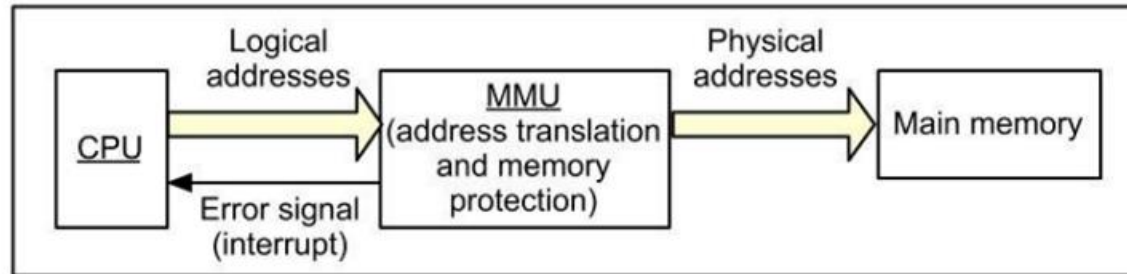 Logical
addresses
Physical
addresses
CPU
MMU
(address translation
and memory
protection)
Main memory
Error signal
(interrupt)